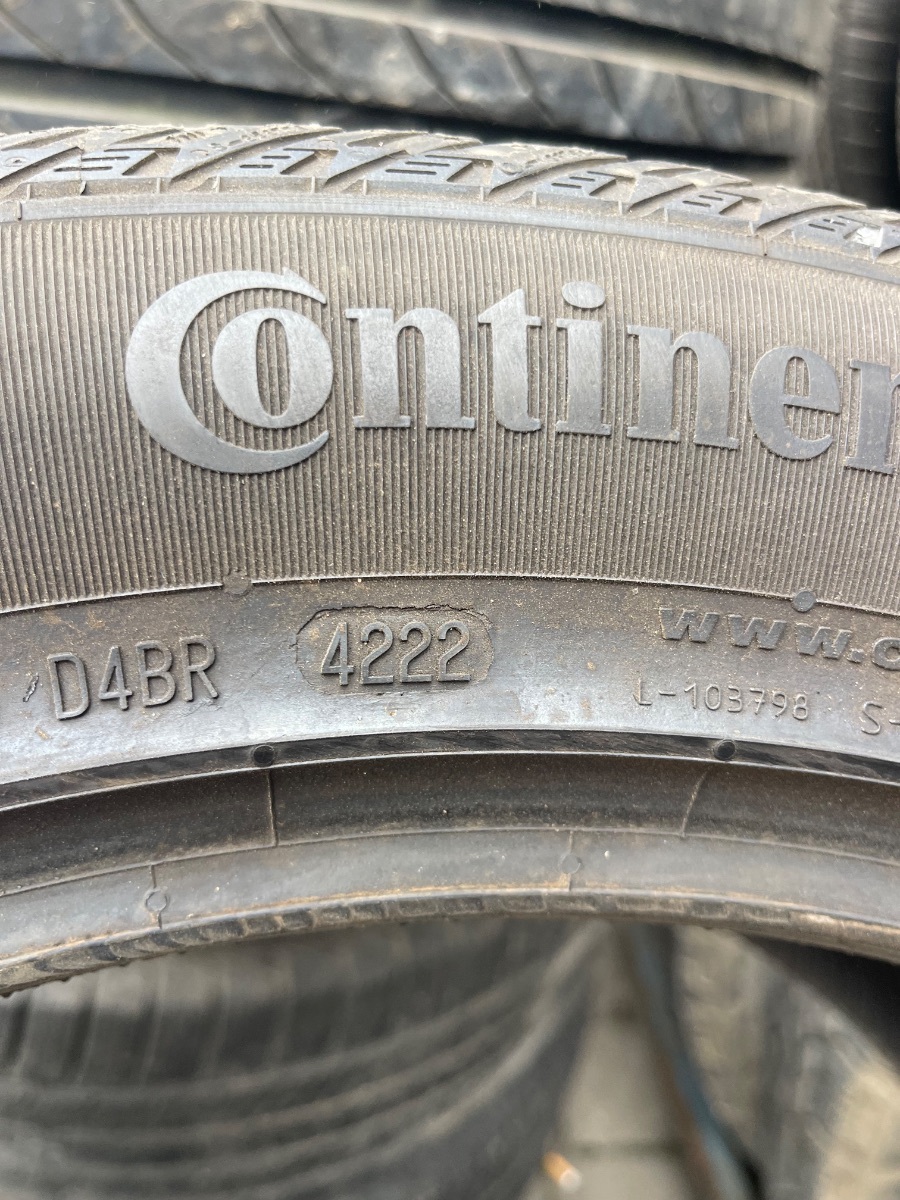 Continen
D4BR 4222 www.c
L-103798 S-